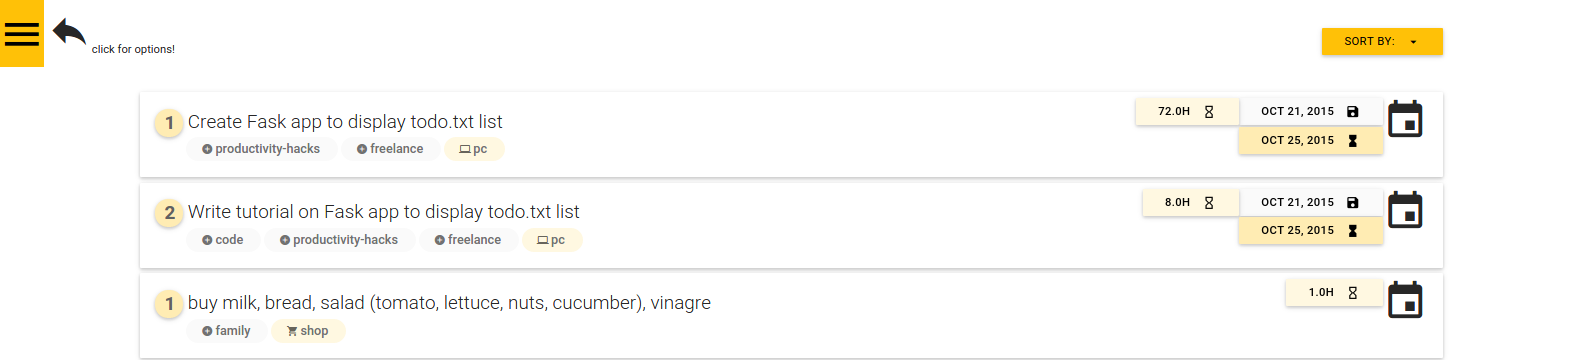 click for options!
SORT BY:
1 Create Fask app to display todo.txt list 72.0H OCT 21, 2015
productivity-hacks freelance pc OCT 25, 2015
2 Write tutorial on Fask app to display todo.txt list 8.0H OCT 21, 2015
code productivity-hacks freelance pc OCT 25, 2015
1 buy milk, bread, salad (tomato, lettuce, nuts, cucumber), vinagre 1.0H
family shop